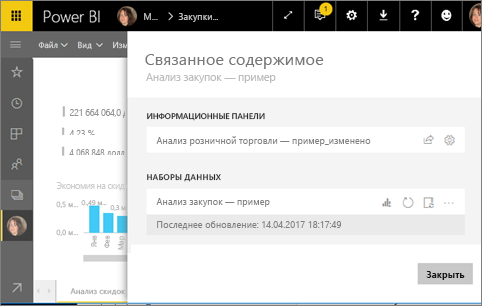 Power BI
М...
Закупки...
1
Файл
Вид
Изм
Связанное содержимое
Анализ закупок — пример
ИНФОРМАЦИОННЫЕ ПАНЕЛИ
Анализ розничной торговли — пример_изменено
НАБОРЫ ДАННЫХ
Анализ закупок — пример
Последнее обновление: 14.04.2017 18:17:49
Закрыть
221 664 064,0 д
4,23 %
4 068 848 долл
Экономия на скид
0,5 м...
0,49 м...
0,3 м
0,0 м...
Янв
Фев
Мар
Анализ скидок